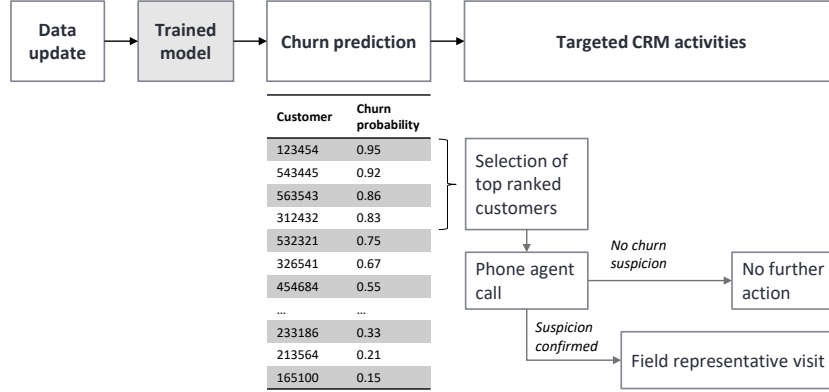 Data
update
Trained
model
Churn prediction
Targeted CRM activities
Customer
Churn
probability
123454 0.95
543445 0.92
563543 0.86
312432 0.83
532321 0.75
326541 0.67
454684 0.55
... ...
233186 0.33
213564 0.21
165100 0.15
Selection of
top ranked
customers
Phone agent
call
No churn
suspicion
No further
action
Suspicion
confirmed
Field representative visit